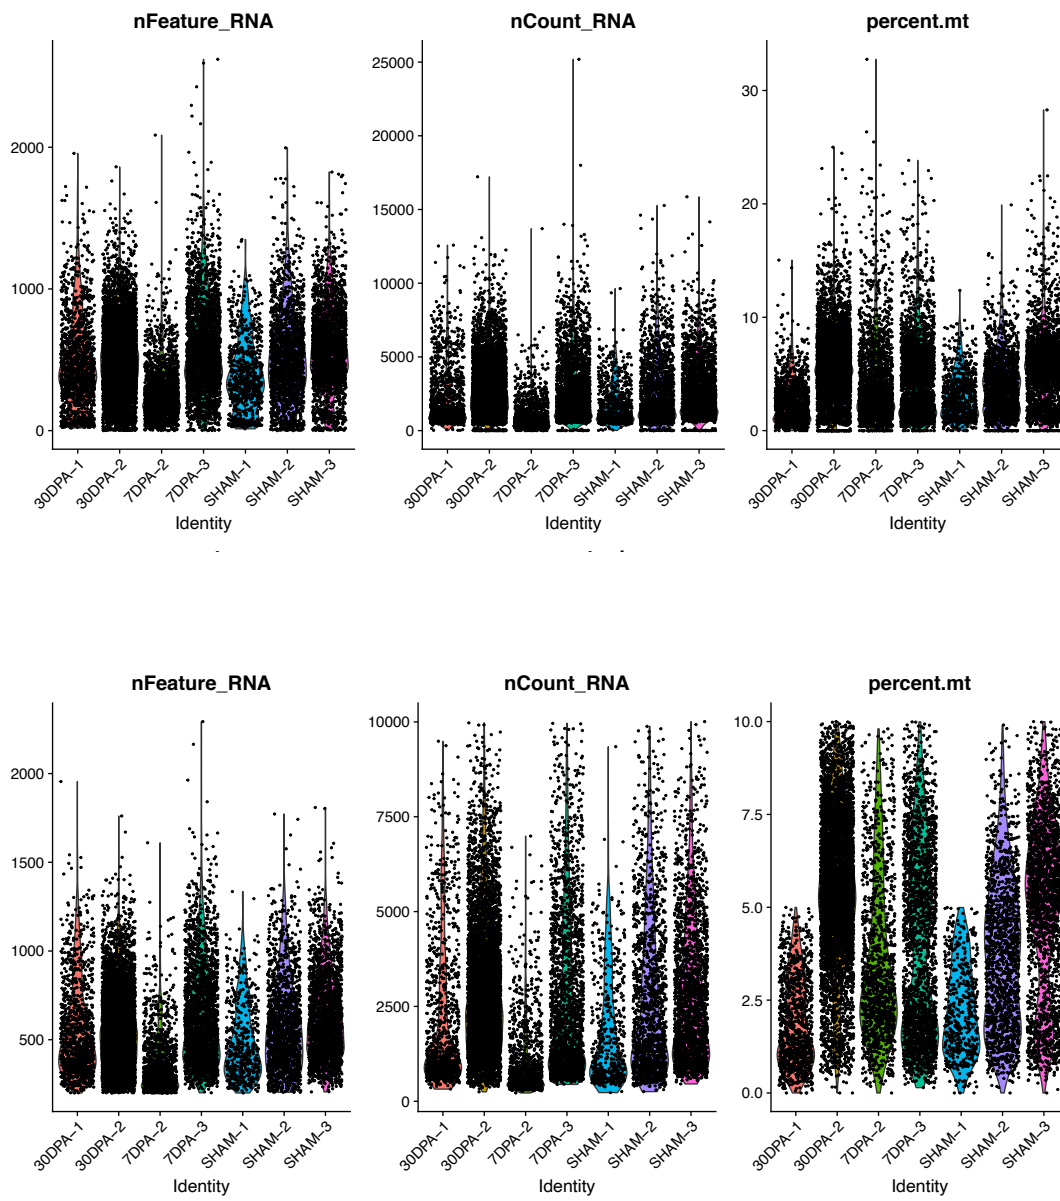 nFeature_RNA
nCount_RNA
percent.mt
2000
1000
0
25000
20000
15000
10000
5000
0
30
20
10
0
30DPA−1
30DPA−2
7DPA−2
7DPA−3
SHAM−1
SHAM−2
SHAM−3
30DPA−1
30DPA−2
7DPA−2
7DPA−3
SHAM−1
SHAM−2
SHAM−3
30DPA−1
30DPA−2
7DPA−2
7DPA−3
SHAM−1
SHAM−2
SHAM−3
Identity
Identity
Identity
nFeature_RNA
nCount_RNA
percent.mt
2000
1500
1000
500
10000
7500
5000
2500
0
10.0
7.5
5.0
2.5
0.0
30DPA−1
30DPA−2
7DPA−2
7DPA−3
SHAM−1
SHAM−2
SHAM−3
30DPA−1
30DPA−2
7DPA−2
7DPA−3
SHAM−1
SHAM−2
SHAM−3
30DPA−1
30DPA−2
7DPA−2
7DPA−3
SHAM−1
SHAM−2
SHAM−3
Identity
Identity
Identity